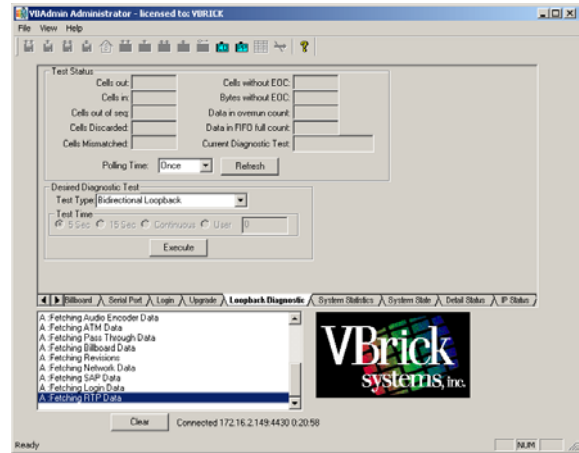 VBAdmin Administrator - licensed to: VBRICK
File View Help
Test Status
Cells out: Cells without EOC:
Cells in: Bytes without EOC:
Cells out of seq: Data in overrun count:
Cells Discarded: Data in FIFO full count:
Cells Mismatched: Current Diagnostic Test:
Polling Time: Once Refresh
Desired Diagnostic Test
Test Type: Bidirectional Loopback
Test Time
5 Sec 15 Sec Continuous User 0
Execute
Billboard Serial Port Login Upgrade Loopback Diagnostic System Statistics System State Detail Status IP Status
A :Fetching Audio Encoder Data
A :Fetching ATM Data
A :Fetching Pass Through Data
A :Fetching Billboard Data
A :Fetching Revisions
A :Fetching Network Data
A :Fetching SAP Data
A :Fetching Login Data
A :Fetching RTP Data
VBrick
systems, inc.
Clear Connected 172.16.2.149:4430 0:20:58
Ready NUM